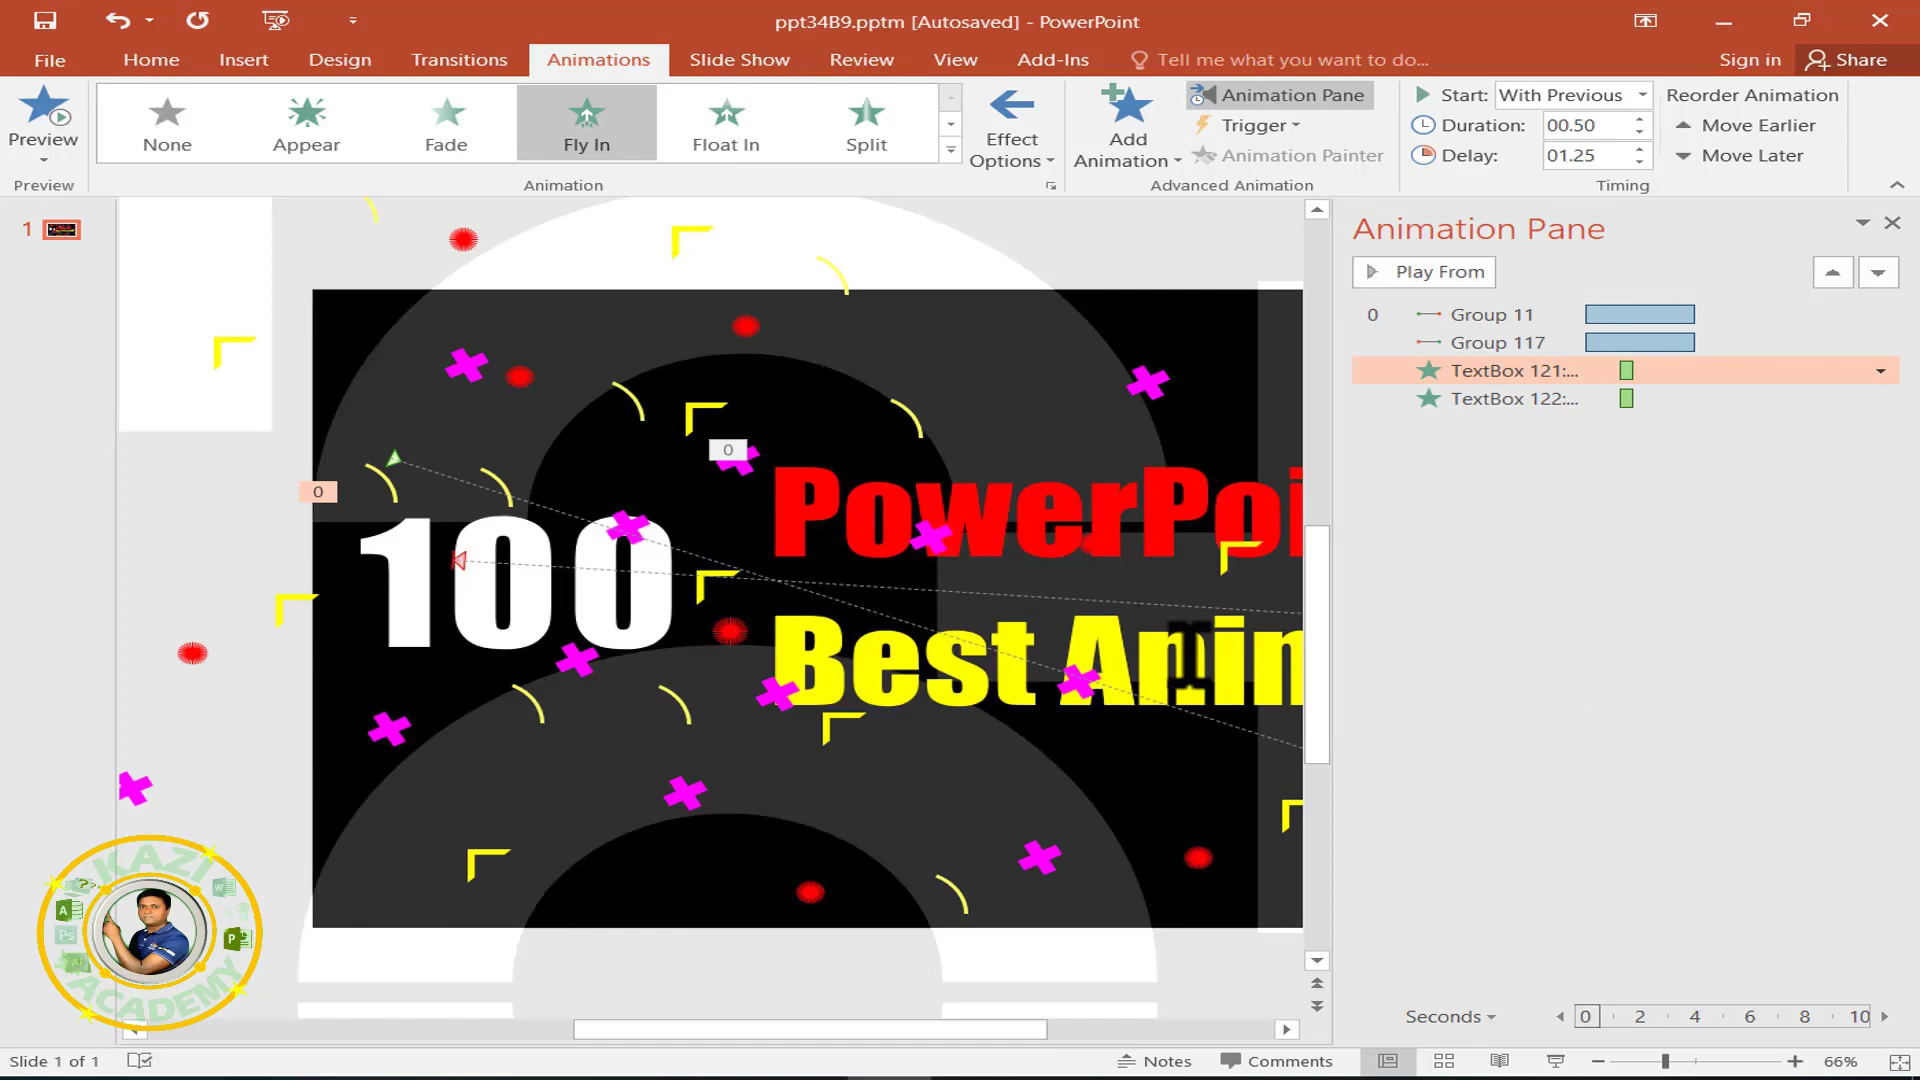 ppt34B9.pptm [Autosaved] - PowerPoint
File Home Insert Design Transitions Animations Slide Show Review View Add-Ins Tell me what you want to do... Sign in Share
Preview
Preview
None Appear Fade Fly In Float In Split
Animation
Effect Options
Add Animation
Animation Pane
Trigger
Animation Painter
Advanced Animation
Start: With Previous
Duration: 00.50
Delay: 01.25
Timing
Reorder Animation
Move Earlier
Move Later
1
0
0
100
PowerPoi
Best Anim
KAZI
ACADEMY
Animation Pane
Play From
0 Group 11
Group 117
TextBox 121:...
TextBox 122:...
Seconds 0 2 4 6 8 10
Slide 1 of 1
Notes Comments 66%